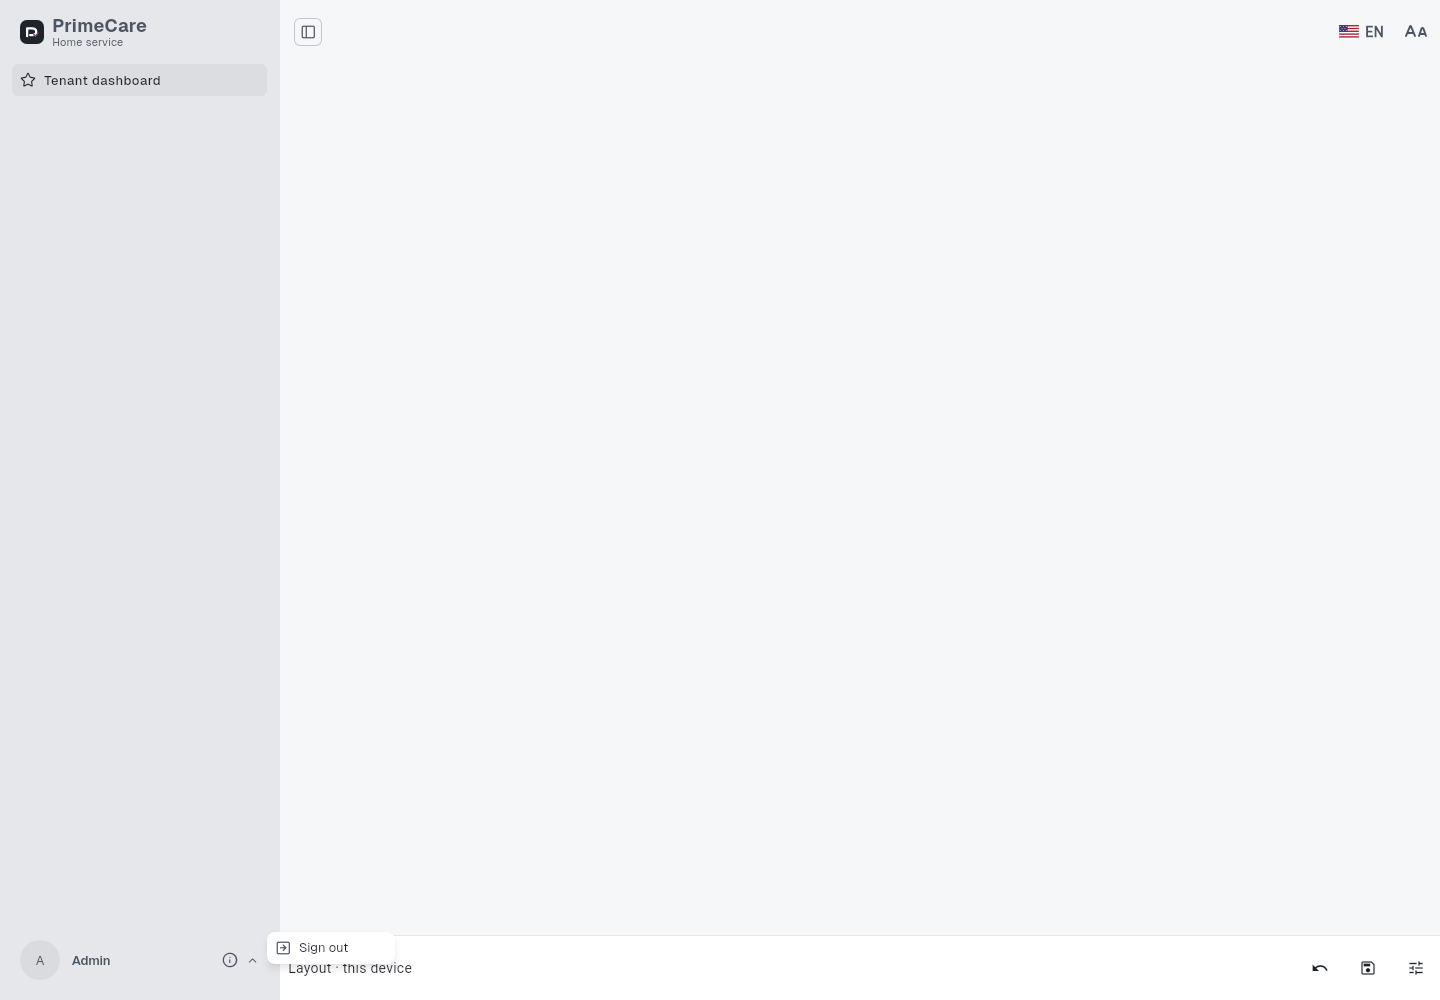 PrimeCare
Home service
Tenant dashboard
EN
AA
A
Admin
Sign out
Layout · this device